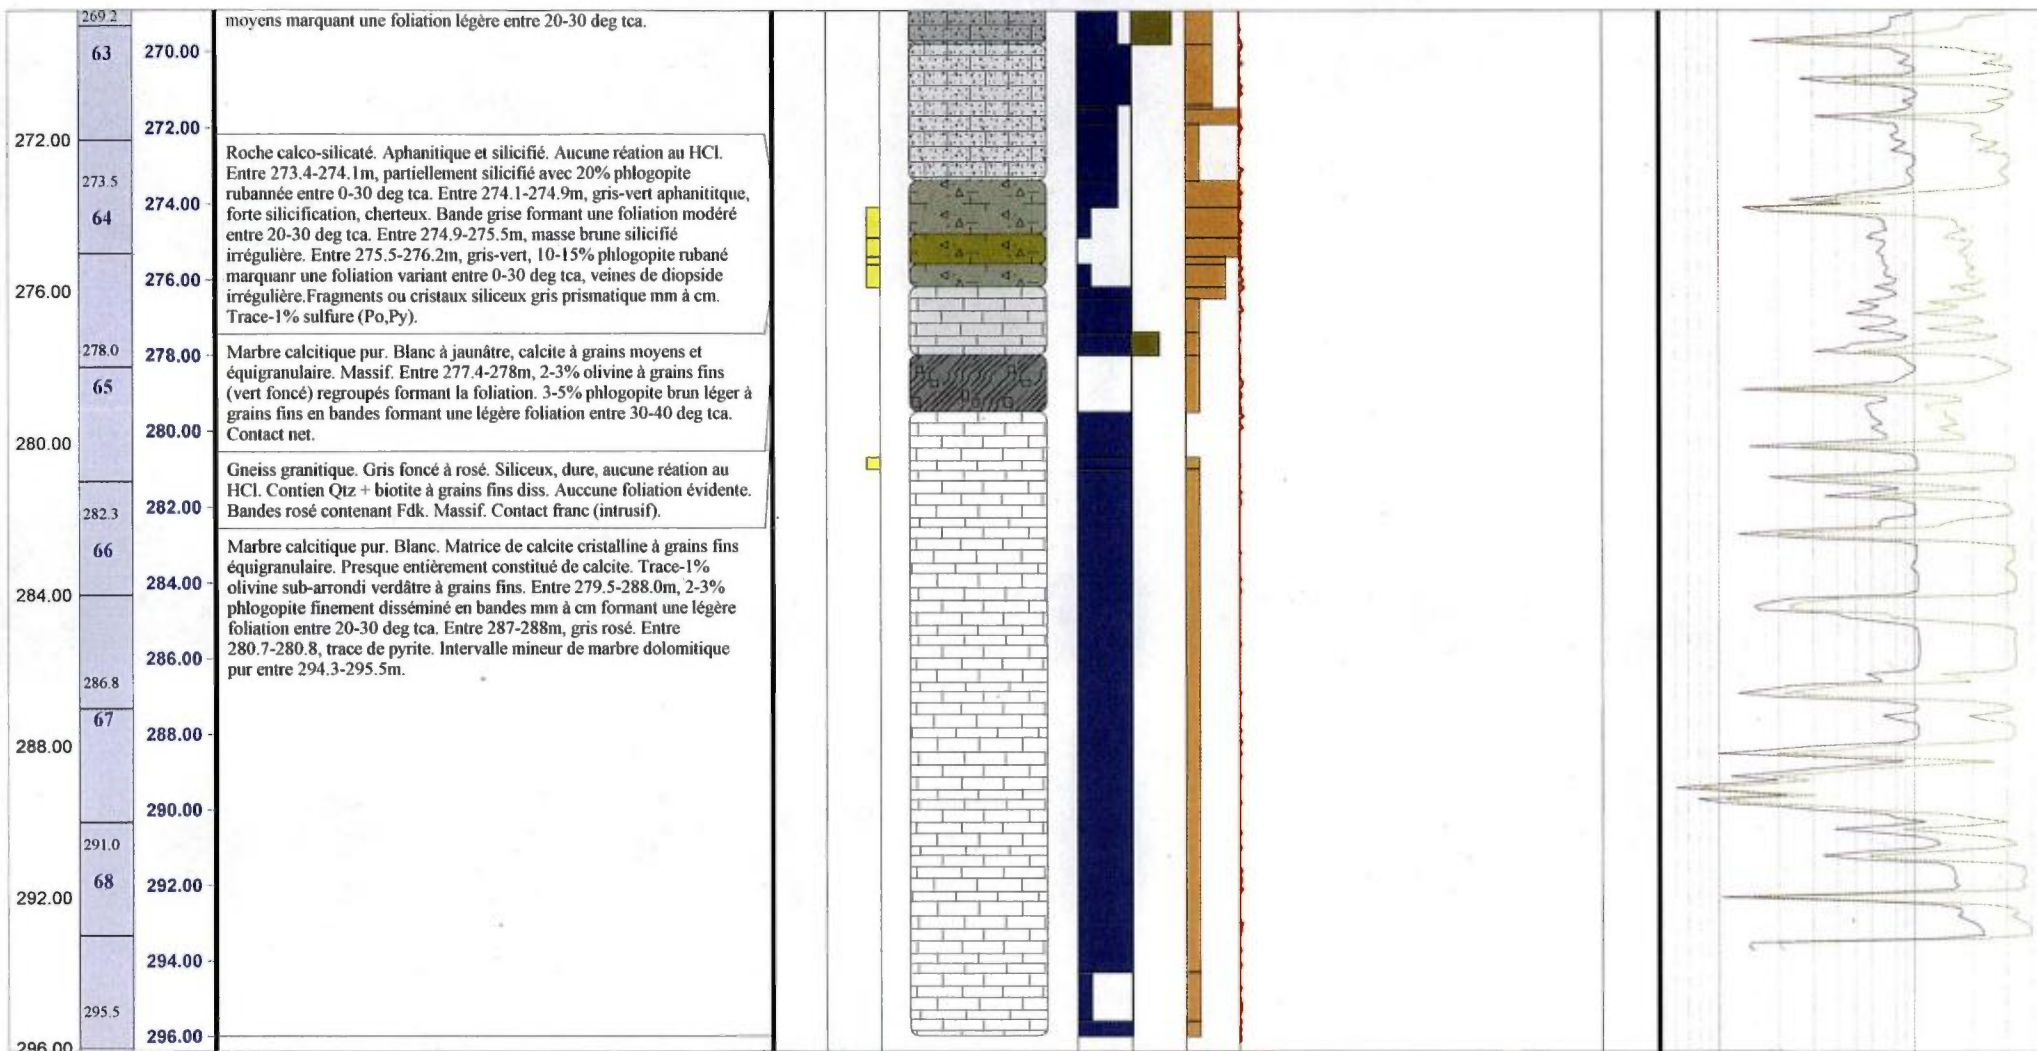 269.2
63
273.5
64
278.0
65
282.3
66
286.8
67
291.0
68
295.5
272.00
276.00
280.00
284.00
288.00
292.00
296.00
270.00
272.00
274.00
276.00
278.00
280.00
282.00
284.00
286.00
288.00
290.00
292.00
294.00
296.00
moyens marquant une foliation légère entre 20-30 deg tca.
Roche calco-silicaté. Aphanitique et silicifié. Aucune réation au HCl.
Entre 273.4-274.1m, partiellement silicifié avec 20% phlogopite
rubannée entre 0-30 deg tca. Entre 274.1-274.9m, gris-vert aphanititque,
forte silicification, cherteux. Bande grise formant une foliation modéré
entre 20-30 deg tca. Entre 274.9-275.5m, masse brune silicifié
irrégulière. Entre 275.5-276.2m, gris-vert, 10-15% phlogopite rubané
marquanr une foliation variant entre 0-30 deg tca, veines de diopside
irrégulière.Fragments ou cristaux siliceux gris prismatique mm à cm.
Trace-1% sulfure (Po,Py).
Marbre calcitique pur. Blanc à jaunâtre, calcite à grains moyens et
équigranulaire. Massif. Entre 277.4-278m, 2-3% olivine à grains fins
(vert foncé) regroupés formant la foliation. 3-5% phlogopite brun léger à
grains fins en bandes formant une légère foliation entre 30-40 deg tca.
Contact net.
Gneiss granitique. Gris foncé à rosé. Siliceux, dure, aucune réation au
HCl. Contien Qtz + biotite à grains fins diss. Auccune foliation évidente.
Bandes rosé contenant Fdk. Massif. Contact franc (intrusif).
Marbre calcitique pur. Blanc. Matrice de calcite cristalline à grains fins
équigranulaire. Presque entièrement constitué de calcite. Trace-1%
olivine sub-arrondi verdâtre à grains fins. Entre 279.5-288.0m, 2-3%
phlogopite finement disséminé en bandes mm à cm formant une légère
foliation entre 20-30 deg tca. Entre 287-288m, gris rosé. Entre
280.7-280.8, trace de pyrite. Intervalle mineur de marbre dolomitique
pur entre 294.3-295.5m.